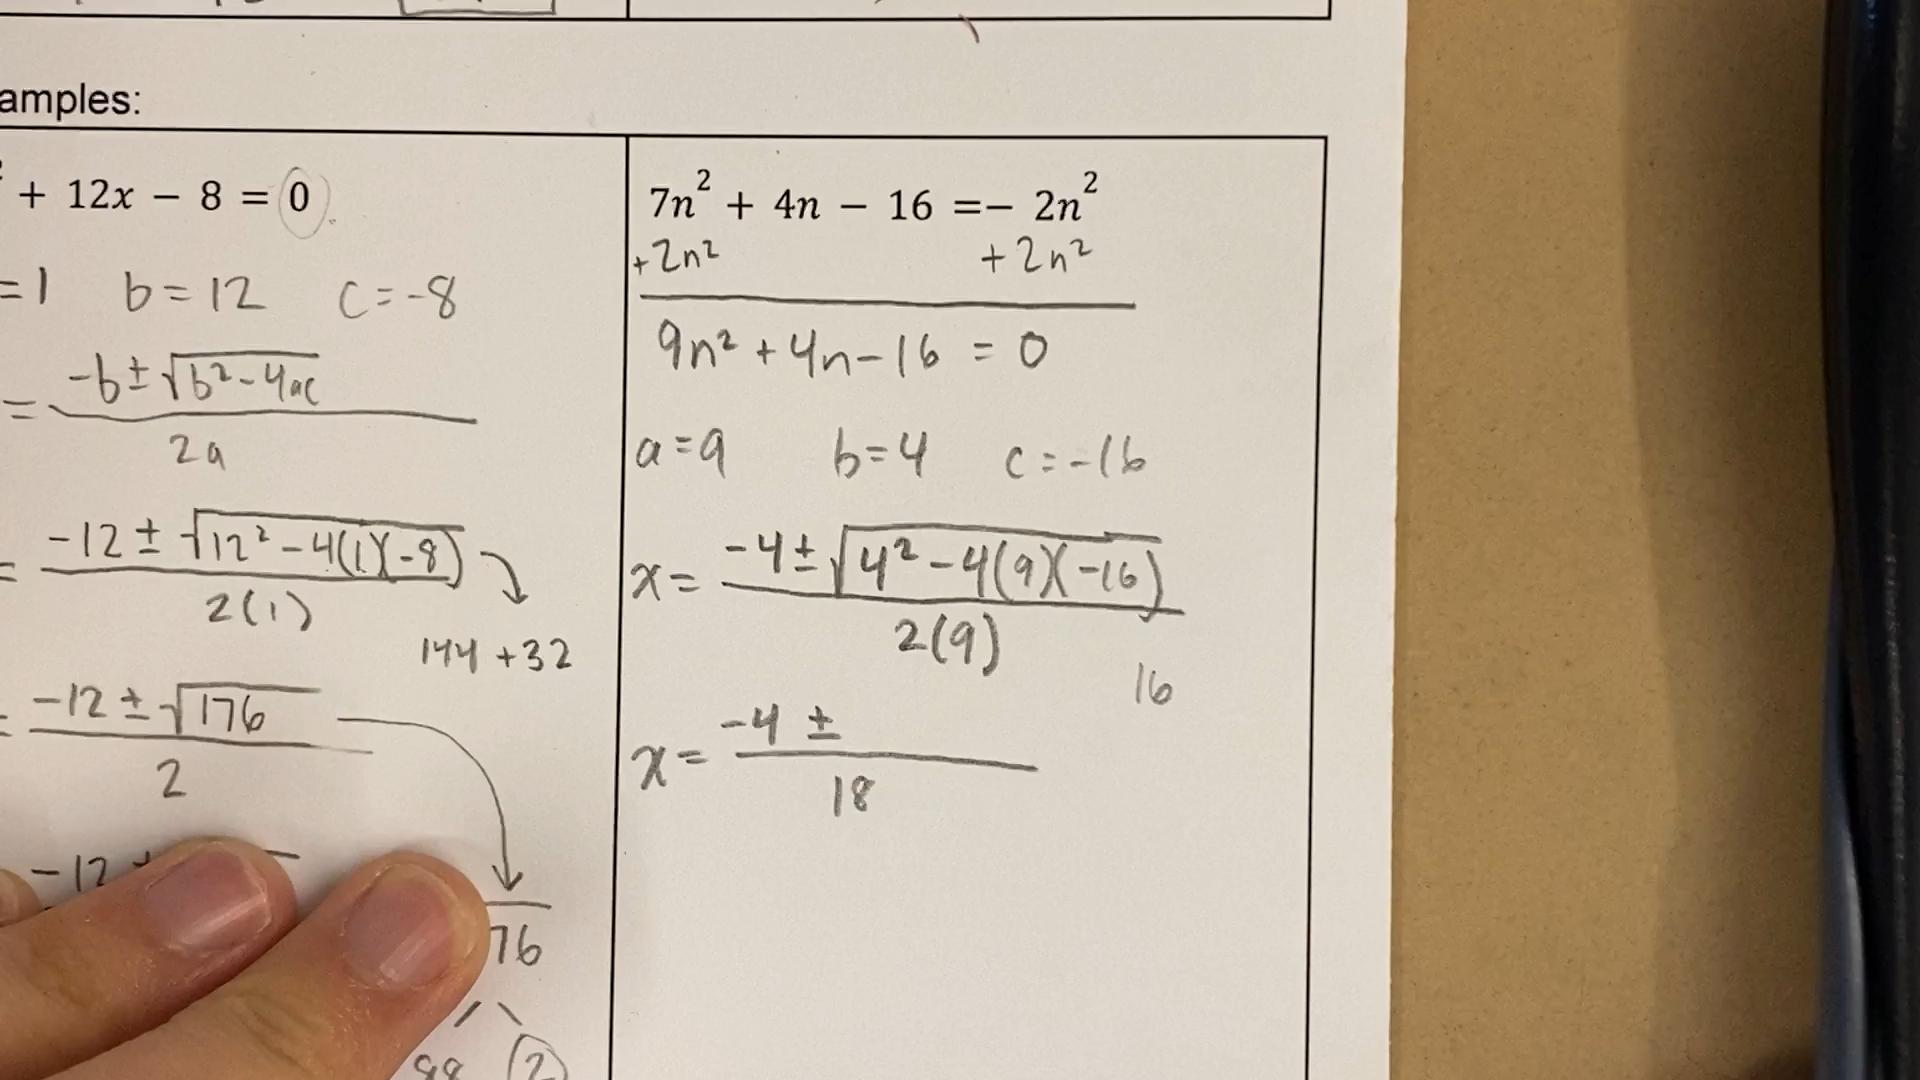 amples:
+ 12x − 8 = 0
=1 b=12 c=-8
= -b±√b²-4ac
2a
= -12 ± √12²-4(1)(-8)
2(1)
144 +32
= -12 ± √176
2
-12
76
88 2
7n² + 4n − 16 =− 2n²
+2n² +2n²
9n² + 4n - 16 = 0
a=9 b=4 c=-16
x= -4± √4²-4(9)(-16)
2(9)
16
x= -4 ±
18